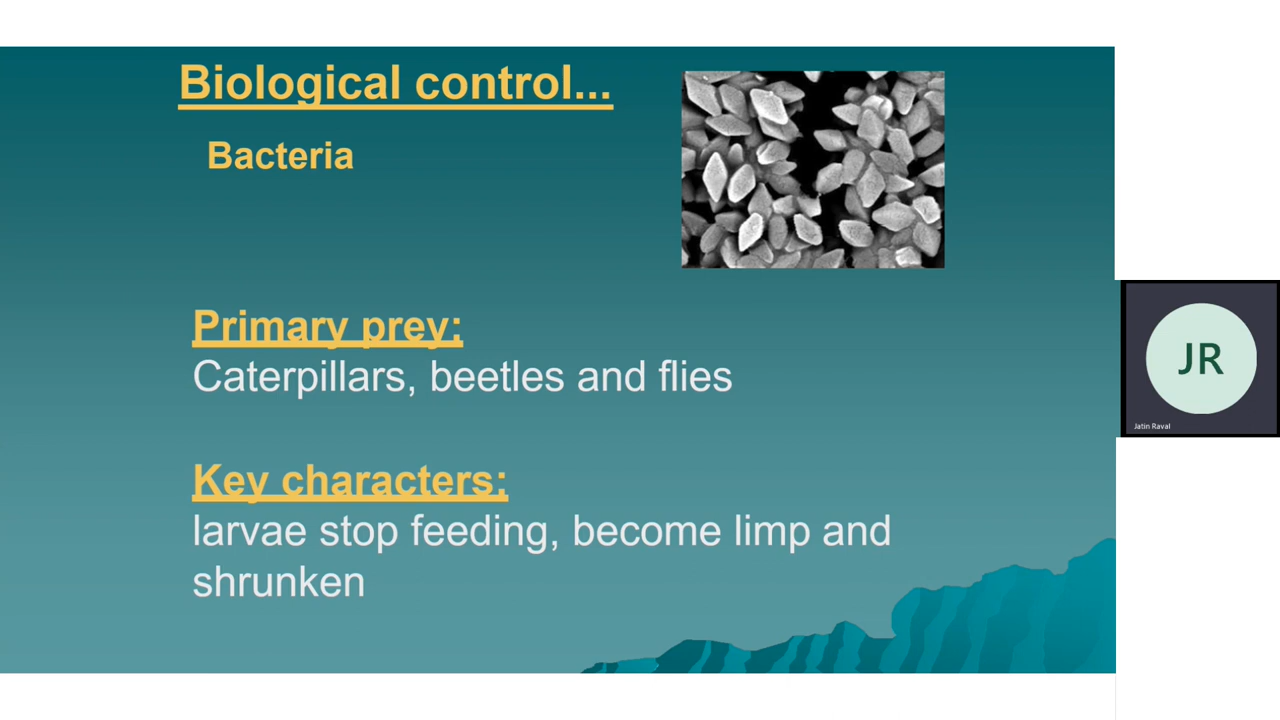 Biological control...
Bacteria
Primary prey:
Caterpillars, beetles and flies
Key characters:
larvae stop feeding, become limp and
shrunken
JR
Jatin Raval